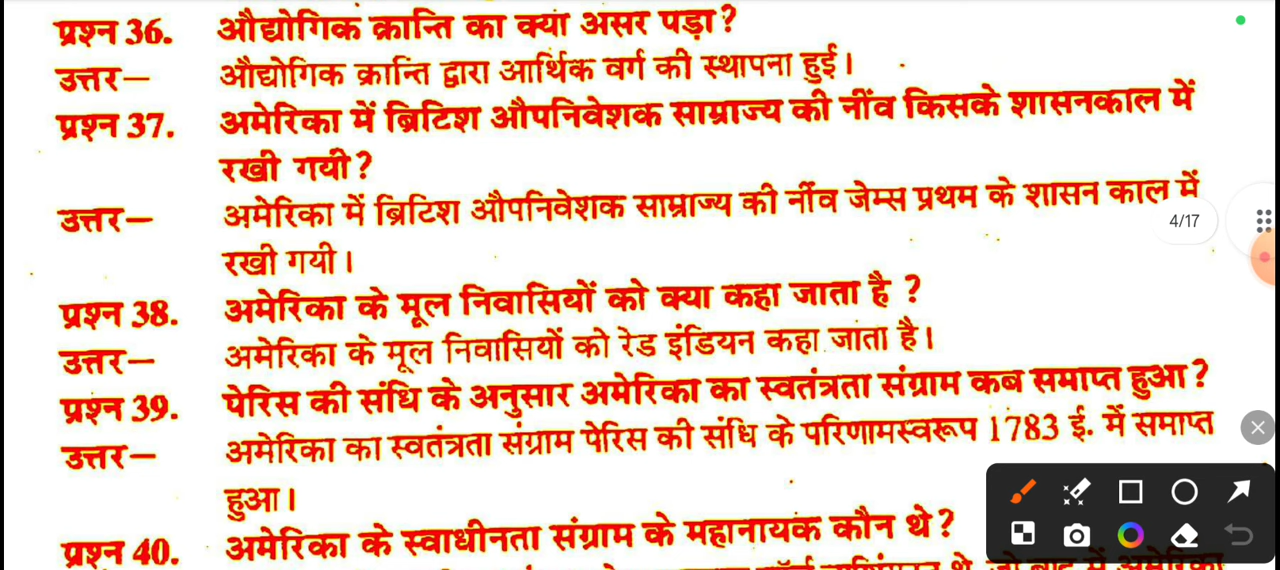 प्रश्न 36. औद्योगिक क्रान्ति का क्या असर पड़ा?
उत्तर— औद्योगिक क्रान्ति द्वारा आर्थिक वर्ग की स्थापना हुई।
प्रश्न 37. अमेरिका में ब्रिटिश औपनिवेशक साम्राज्य की नींव किसके शासनकाल में
रखी गयी?
उत्तर— अमेरिका में ब्रिटिश औपनिवेशक साम्राज्य की नींव जेम्स प्रथम के शासन काल में
4/17
रखी गयी।
प्रश्न 38. अमेरिका के मूल निवासियों को क्या कहा जाता है ?
उत्तर— अमेरिका के मूल निवासियों को रेड इंडियन कहा जाता है।
प्रश्न 39. पेरिस की संधि के अनुसार अमेरिका का स्वतंत्रता संग्राम कब समाप्त हुआ?
उत्तर— अमेरिका का स्वतंत्रता संग्राम पेरिस की संधि के परिणामस्वरूप 1783 ई. में समाप्त
हुआ।
प्रश्न 40. अमेरिका के स्वाधीनता संग्राम के महानायक कौन थे?
थे, जो बाद में अमेरिका